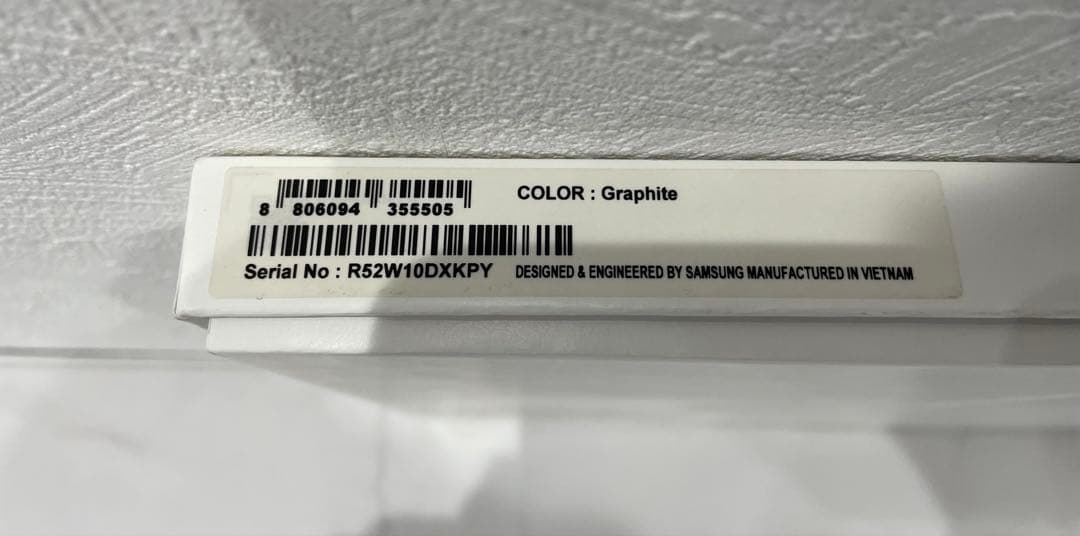 8 806094 355505
COLOR : Graphite
Serial No : R52W10DXKPY
DESIGNED & ENGINEERED BY SAMSUNG MANUFACTURED IN VIETNAM